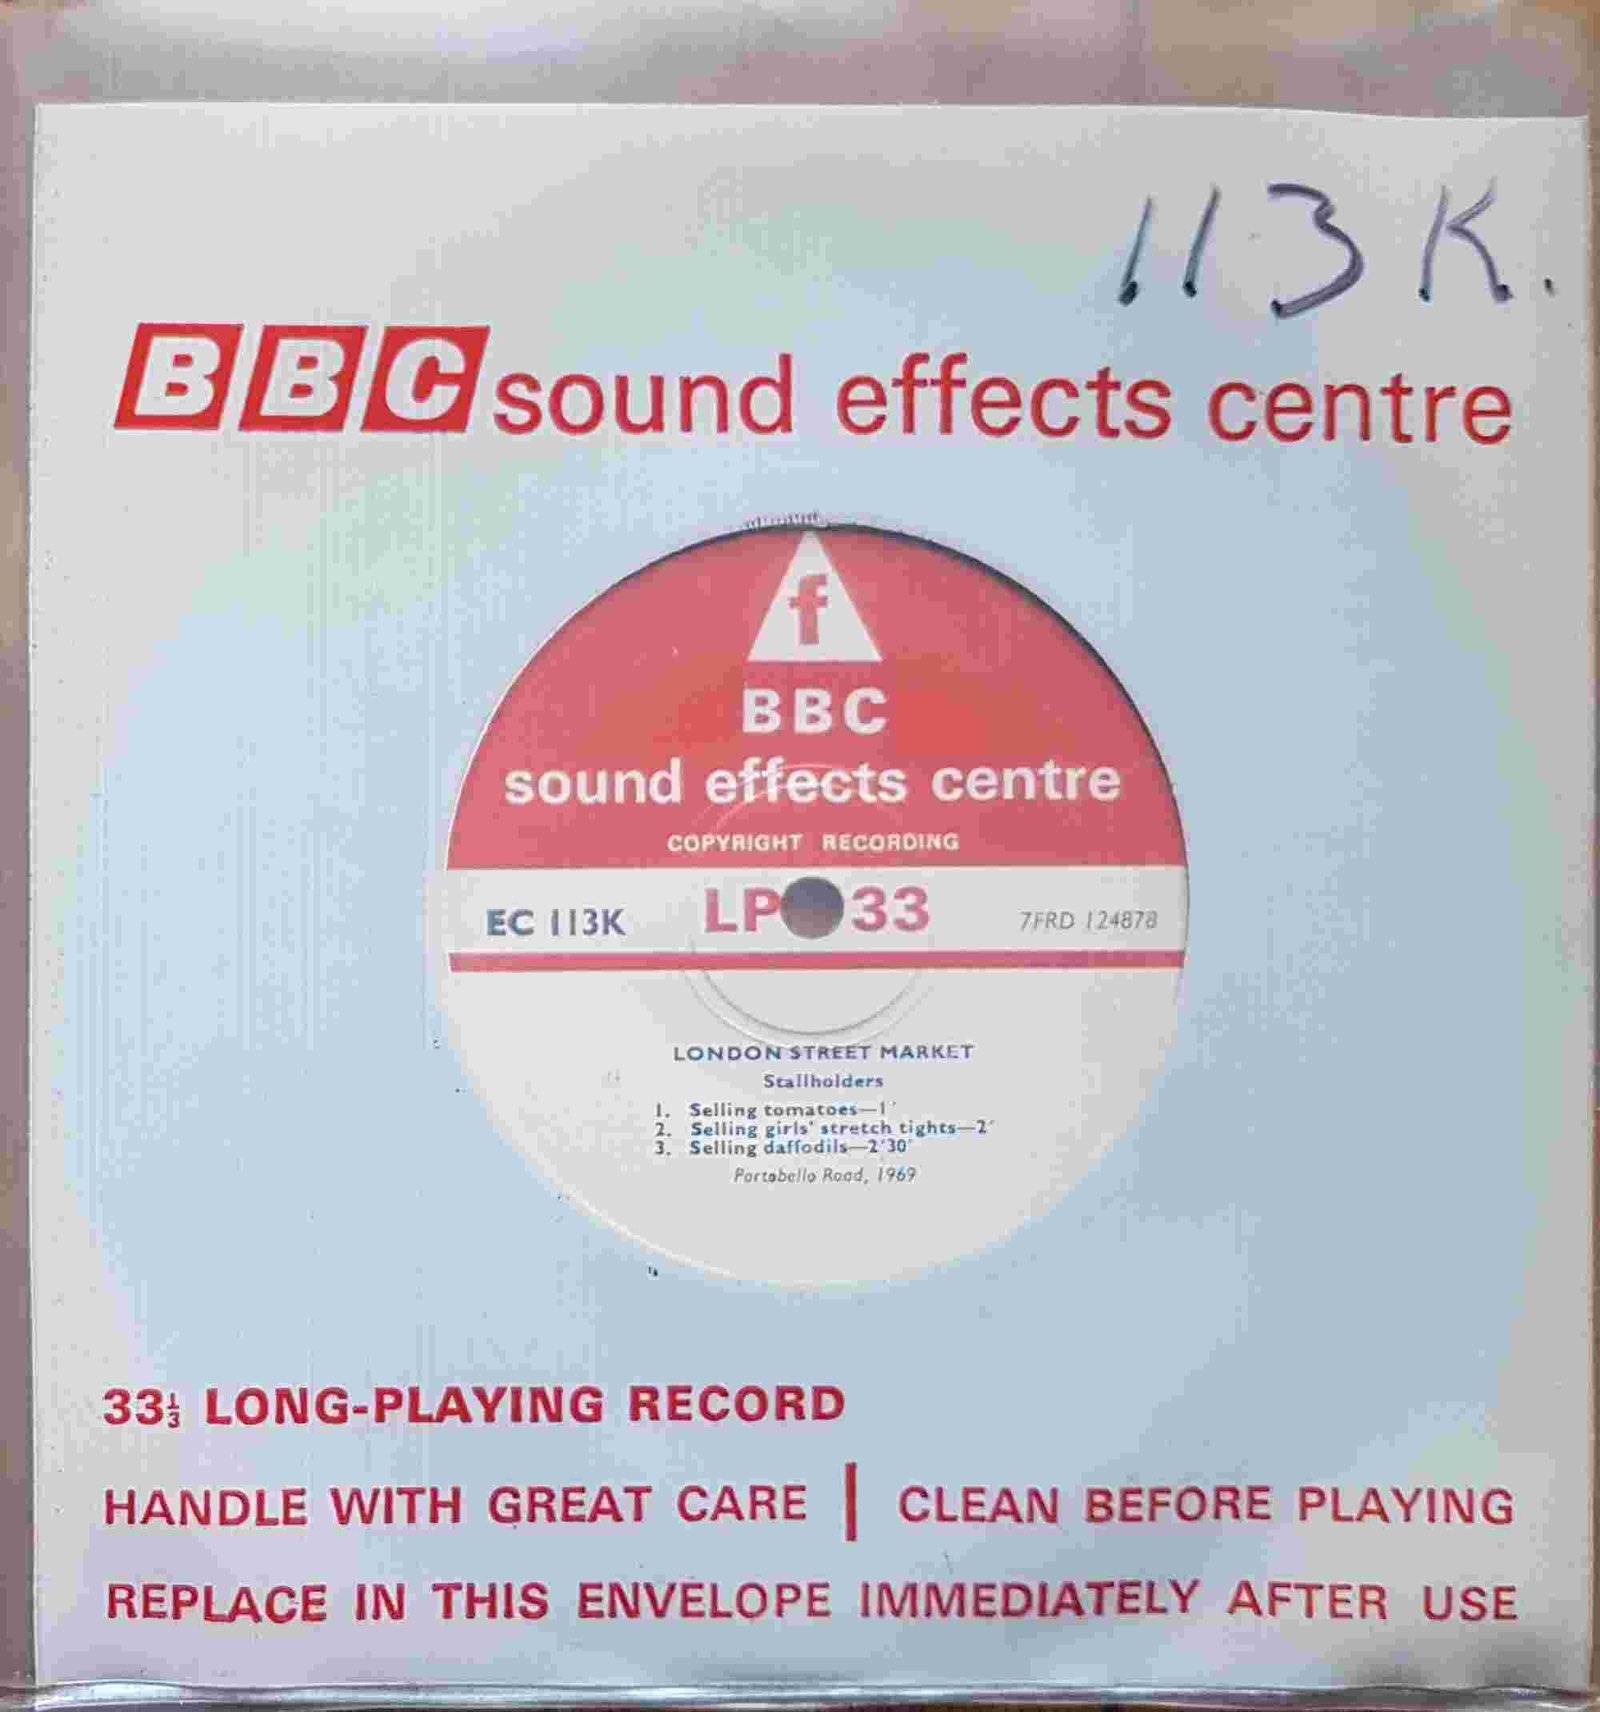 113K.
BBC sound effects centre
f
BBC
sound effects centre
COPYRIGHT RECORDING
EC 113K LP 33 7FRD 124878
LONDON STREET MARKET
Stallholders
1. Selling tomatoes—1'
2. Selling girls' stretch tights—2'
3. Selling daffodils—2'30"
Portobello Road, 1969
33⅓ LONG-PLAYING RECORD
HANDLE WITH GREAT CARE | CLEAN BEFORE PLAYING
REPLACE IN THIS ENVELOPE IMMEDIATELY AFTER USE